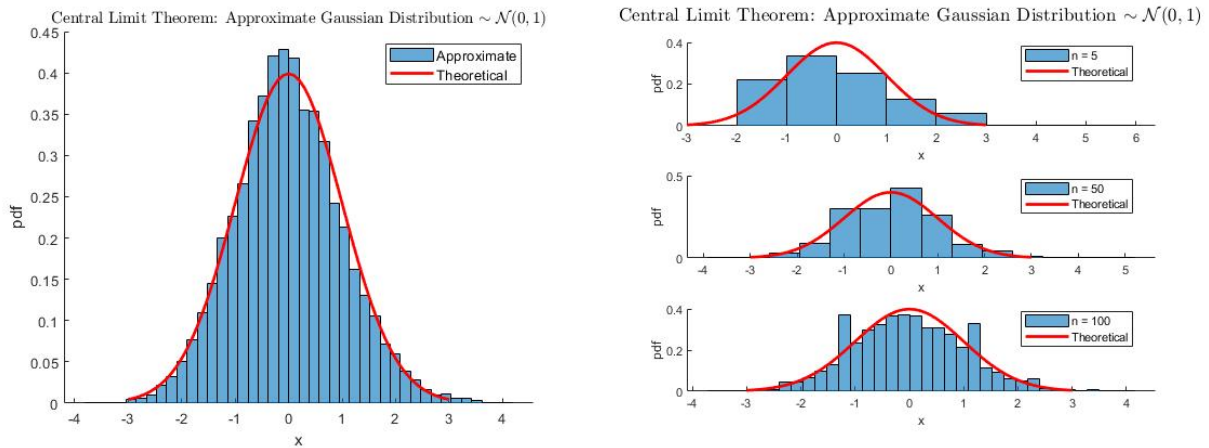 Central Limit Theorem: Approximate Gaussian Distribution ∼ 𝒩(0, 1)
0.45
0.4
0.35
0.3
0.25
0.2
0.15
0.1
0.05
0
pdf
Approximate
Theoretical
-4 -3 -2 -1 0 1 2 3 4
x
Central Limit Theorem: Approximate Gaussian Distribution ∼ 𝒩(0, 1)
0.4
0.2
0
pdf
n = 5
Theoretical
-3 -2 -1 0 1 2 3 4 5 6
x
0.5
0
pdf
n = 50
Theoretical
-4 -3 -2 -1 0 1 2 3 4 5
x
0.4
0.2
0
pdf
n = 100
Theoretical
-4 -3 -2 -1 0 1 2 3 4
x